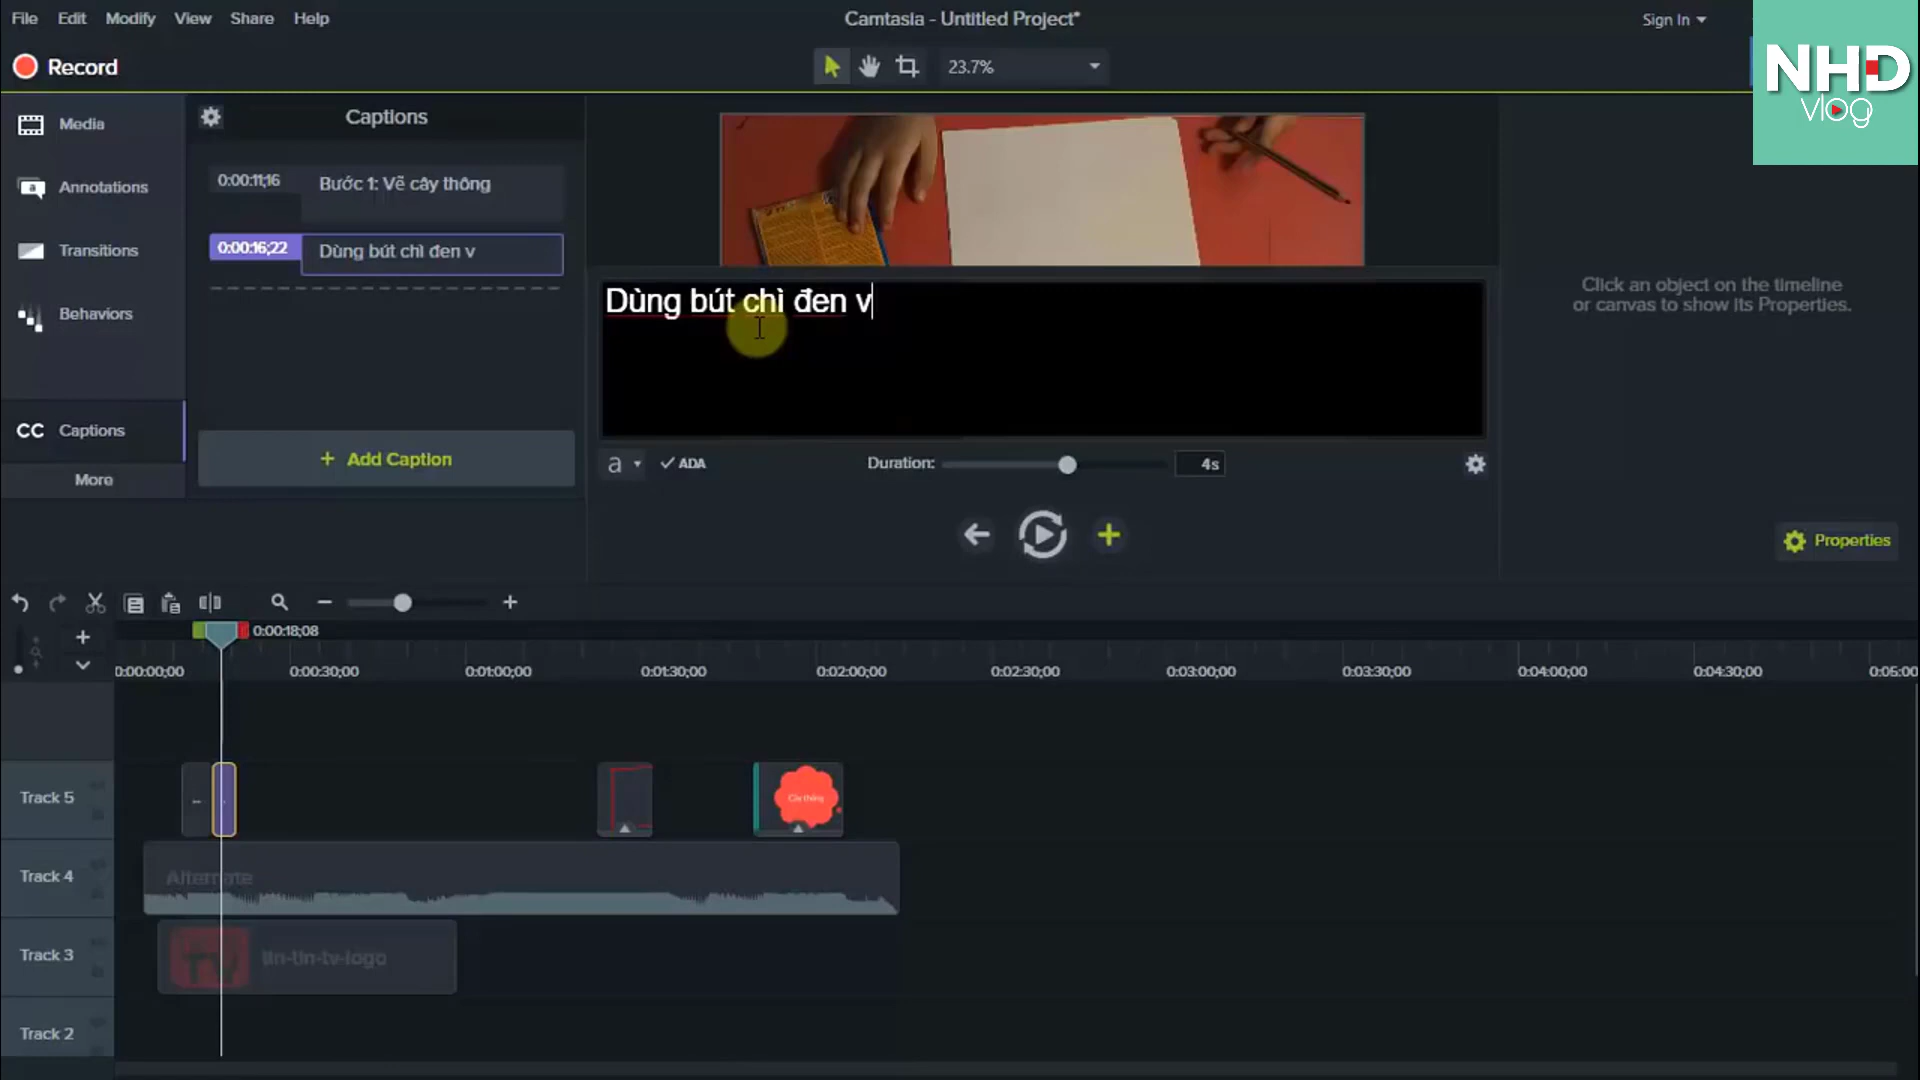 File Edit Modify View Share Help
Camtasia - Untitled Project*
Sign In
NHD
vlog
Record
23.7%
Media
Annotations
Transitions
Behaviors
CC Captions
More
Captions
0:00:11;16 Bước 1: Vẽ cây thông
0:00:16;22 Dùng bút chì đen v
+ Add Caption
Dùng bút chì đen v
a
ADA
Duration:
4s
Click an object on the timeline
or canvas to show its Properties.
Properties
0:00:18;08
0:00:00;00 0:00:30;00 0:01:00;00 0:01:30;00 0:02:00;00 0:02:30;00 0:03:00;00 0:03:30;00 0:04:00;00 0:04:30;00 0:05:00
Track 5
Cây thông
Track 4
Alternate
Track 3
TV
tin-tin-tv-logo
Track 2